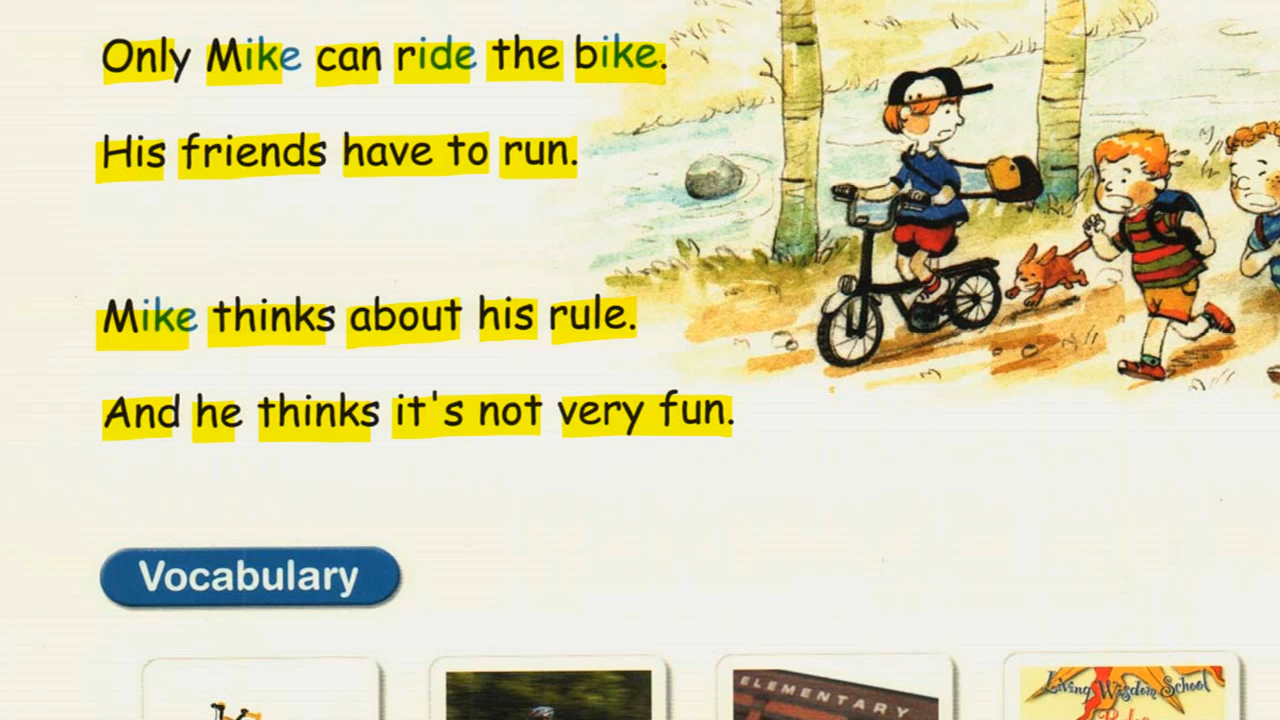 Only Mike can ride the bike.
His friends have to run.
Mike thinks about his rule.
And he thinks it's not very fun.
Vocabulary
ELEMENTARY
Living Wisdom School
Rules